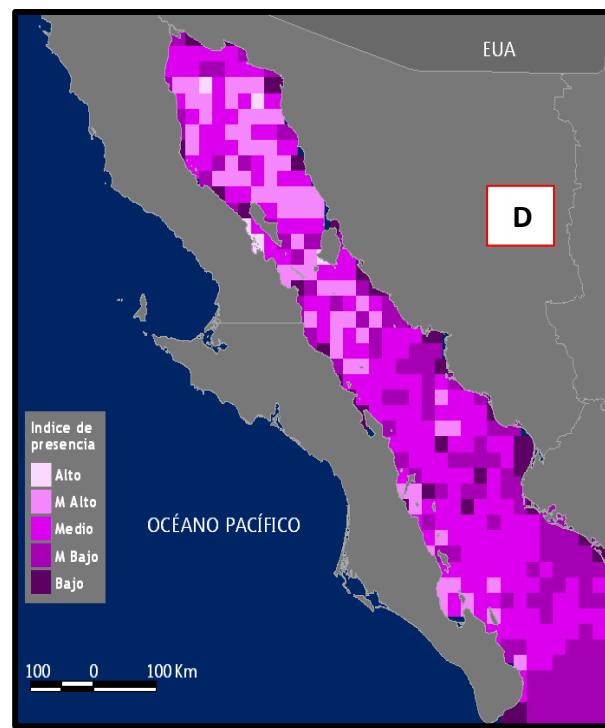 EUA
D
Indice de
presencia
Alto
M Alto
Medio
M Bajo
Bajo
OCÉANO PACÍFICO
100 0 100 Km